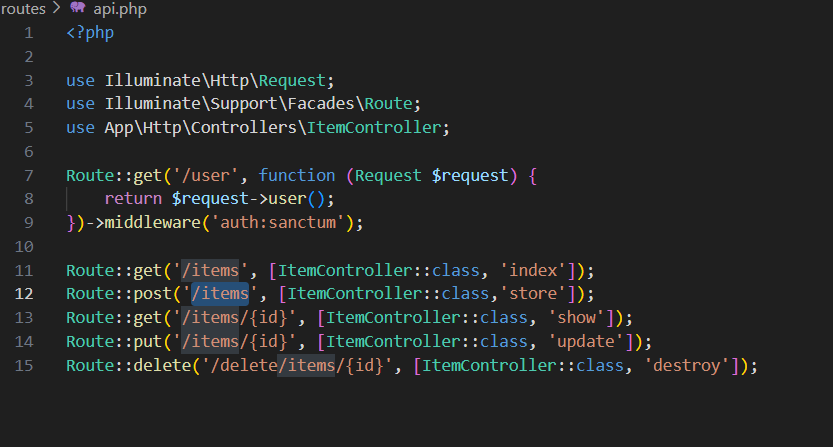 routes > api.php
1 <?php
2
3 use Illuminate\Http\Request;
4 use Illuminate\Support\Facades\Route;
5 use App\Http\Controllers\ItemController;
6
7 Route::get('/user', function (Request $request) {
8     return $request->user();
9 })->middleware('auth:sanctum');
10
11 Route::get('/items', [ItemController::class, 'index']);
12 Route::post('/items', [ItemController::class,'store']);
13 Route::get('/items/{id}', [ItemController::class, 'show']);
14 Route::put('/items/{id}', [ItemController::class, 'update']);
15 Route::delete('/delete/items/{id}', [ItemController::class, 'destroy']);